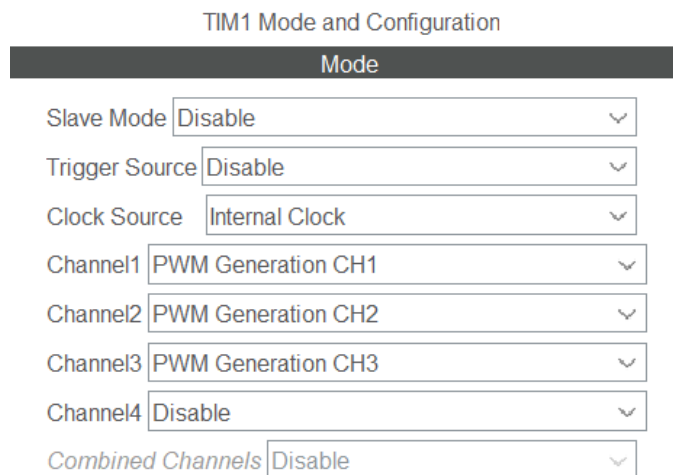 TIM1 Mode and Configuration
Mode
Slave Mode Disable
Trigger Source Disable
Clock Source Internal Clock
Channel1 PWM Generation CH1
Channel2 PWM Generation CH2
Channel3 PWM Generation CH3
Channel4 Disable
Combined Channels Disable